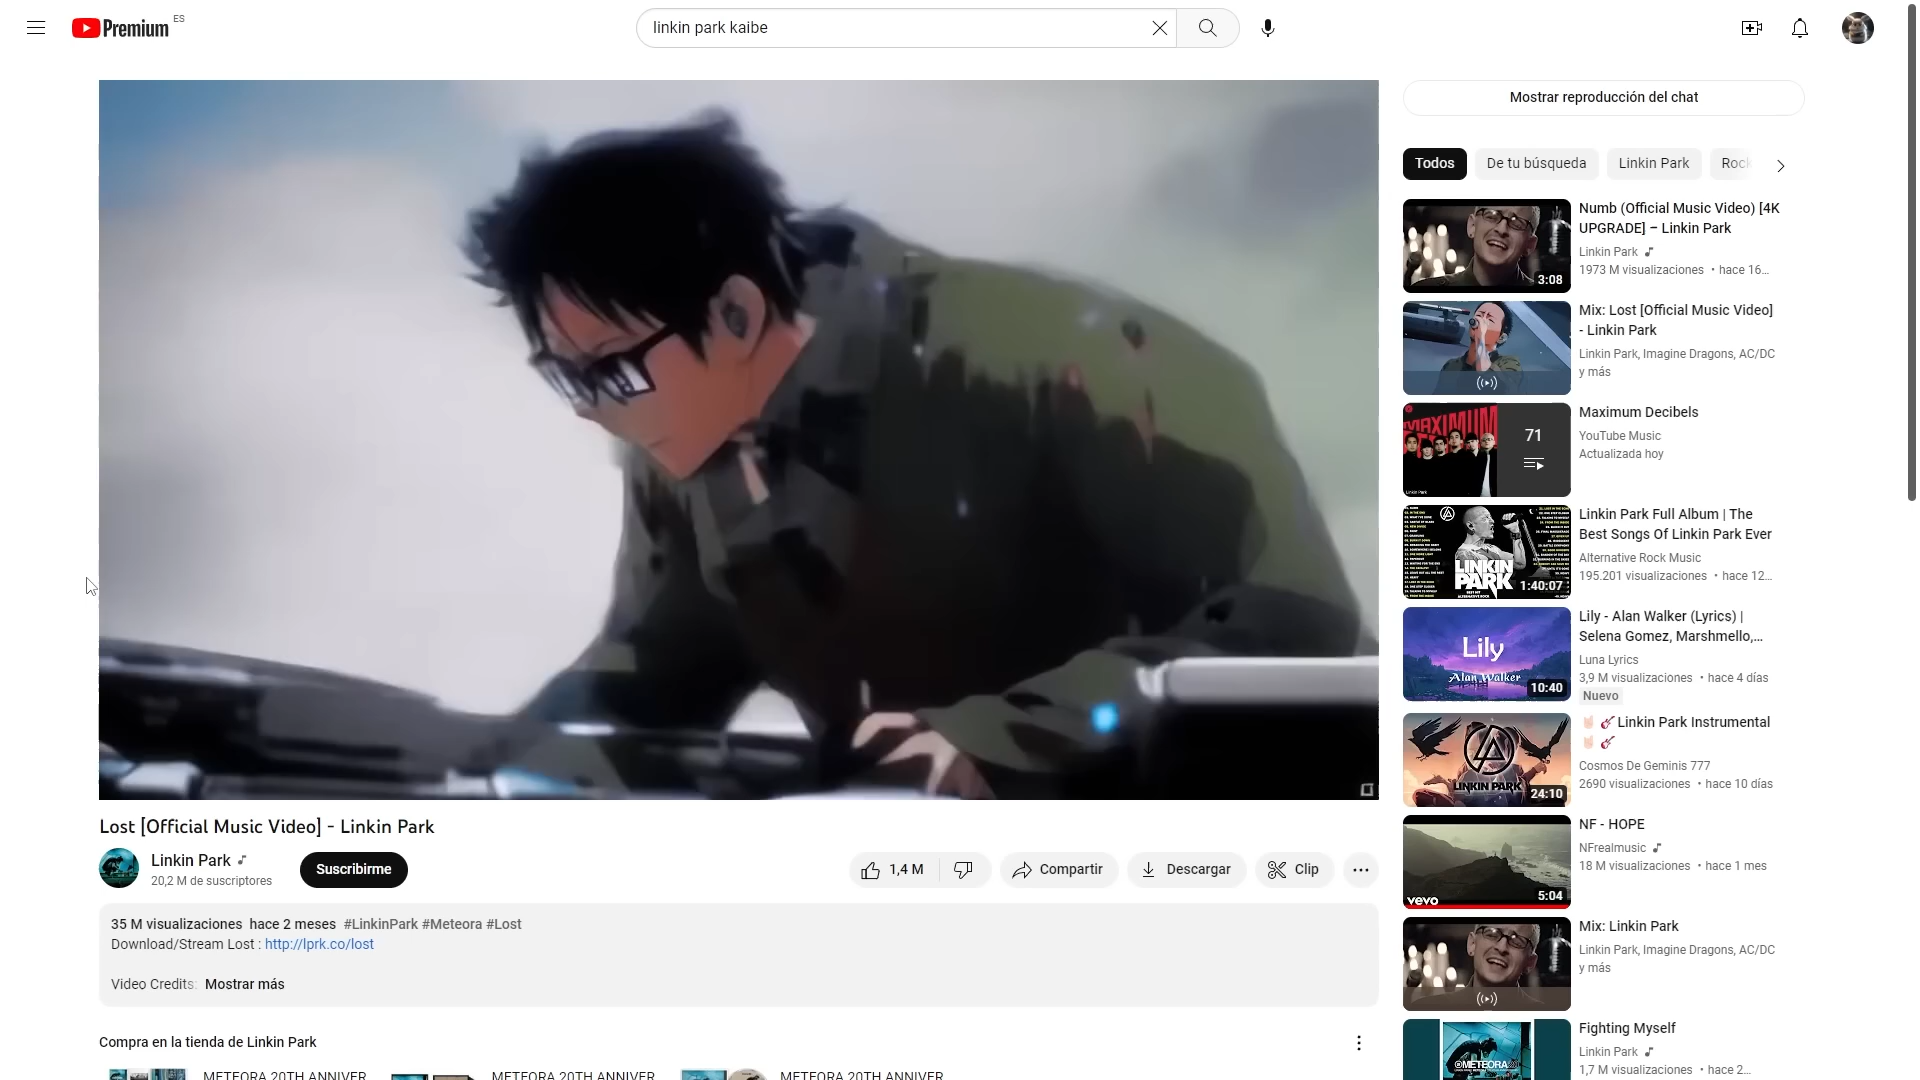 Premium
ES
linkin park kaibe
Mostrar reproducción del chat
Todos
De tu búsqueda
Linkin Park
Rock
Numb (Official Music Video) [4K
UPGRADE] – Linkin Park
Linkin Park
1973 M visualizaciones • hace 16...
3:08
Mix: Lost [Official Music Video]
- Linkin Park
Linkin Park, Imagine Dragons, AC/DC
y más
MAXIMUM
71
Maximum Decibels
YouTube Music
Actualizada hoy
LINKIN
PARK
1:40:07
Linkin Park Full Album | The
Best Songs Of Linkin Park Ever
Alternative Rock Music
195.201 visualizaciones • hace 12...
Lily
Alan Walker
10:40
Lily - Alan Walker (Lyrics) |
Selena Gomez, Marshmello,...
Luna Lyrics
3,9 M visualizaciones • hace 4 días
Nuevo
LINKIN PARK
24:10
Linkin Park Instrumental
Cosmos De Geminis 777
2690 visualizaciones • hace 10 días
vevo
5:04
NF - HOPE
NFrealmusic
18 M visualizaciones • hace 1 mes
Mix: Linkin Park
Linkin Park, Imagine Dragons, AC/DC
y más
METEORA
Fighting Myself
Linkin Park
1,7 M visualizaciones • hace 2...
Lost [Official Music Video] - Linkin Park
Linkin Park
20,2 M de suscriptores
Suscribirme
1,4 M
Compartir
Descargar
Clip
35 M visualizaciones hace 2 meses #LinkinPark #Meteora #Lost
Download/Stream Lost : http://lprk.co/lost
Video Credits: Mostrar más
Compra en la tienda de Linkin Park
METEORA 20TH ANNIVER
METEORA 20TH ANNIVER
METEORA 20TH ANNIVER